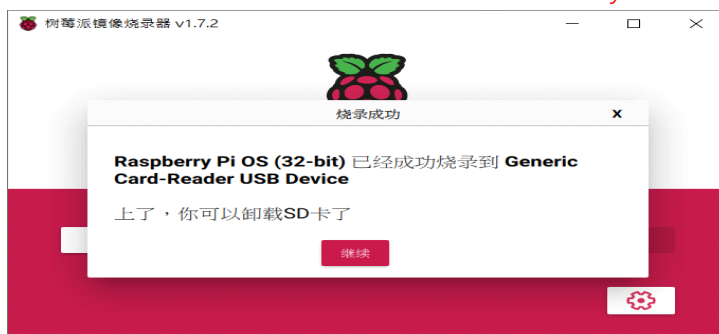 树莓派镜像烧录器 v1.7.2
烧录成功
X
Raspberry Pi OS (32-bit) 已经成功烧录到 Generic
Card-Reader USB Device
上了，你可以卸载SD卡了
继续